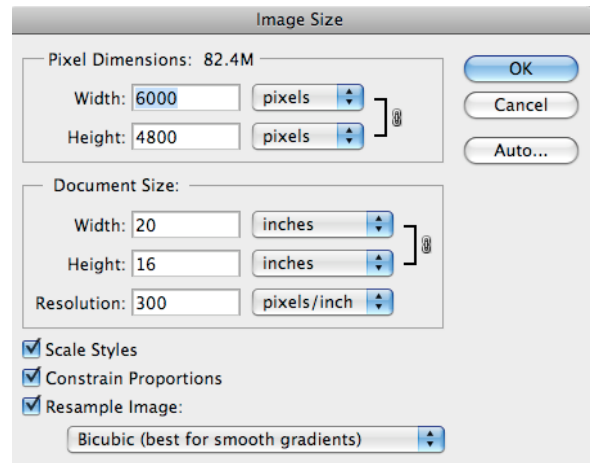 Image Size
Pixel Dimensions: 82.4M
OK
Width: 6000 pixels
Cancel
Height: 4800 pixels
Auto...
Document Size:
Width: 20 inches
Height: 16 inches
Resolution: 300 pixels/inch
Scale Styles
Constrain Proportions
Resample Image:
Bicubic (best for smooth gradients)